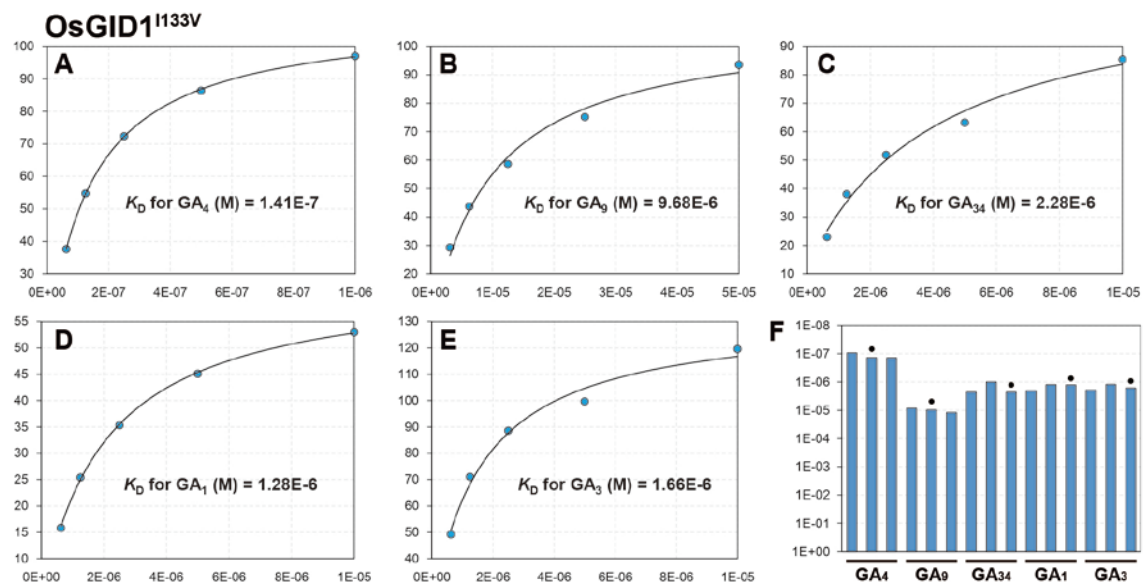 OsGID1I133V
A
100
90
80
70
60
50
40
30
KD for GA4 (M) = 1.41E-7
0E+00 2E-07 4E-07 6E-07 8E-07 1E-06
B
100
90
80
70
60
50
40
30
20
KD for GA9 (M) = 9.68E-6
0E+00 1E-05 2E-05 3E-05 4E-05 5E-05
C
90
80
70
60
50
40
30
20
10
KD for GA34 (M) = 2.28E-6
0E+00 2E-06 4E-06 6E-06 8E-06 1E-05
D
55
50
45
40
35
30
25
20
15
10
KD for GA1 (M) = 1.28E-6
0E+00 2E-06 4E-06 6E-06 8E-06 1E-05
E
130
120
110
100
90
80
70
60
50
40
KD for GA3 (M) = 1.66E-6
0E+00 2E-06 4E-06 6E-06 8E-06 1E-05
F
1E-08
1E-07
1E-06
1E-05
1E-04
1E-03
1E-02
1E-01
1E+00
GA4 GA9 GA34 GA1 GA3